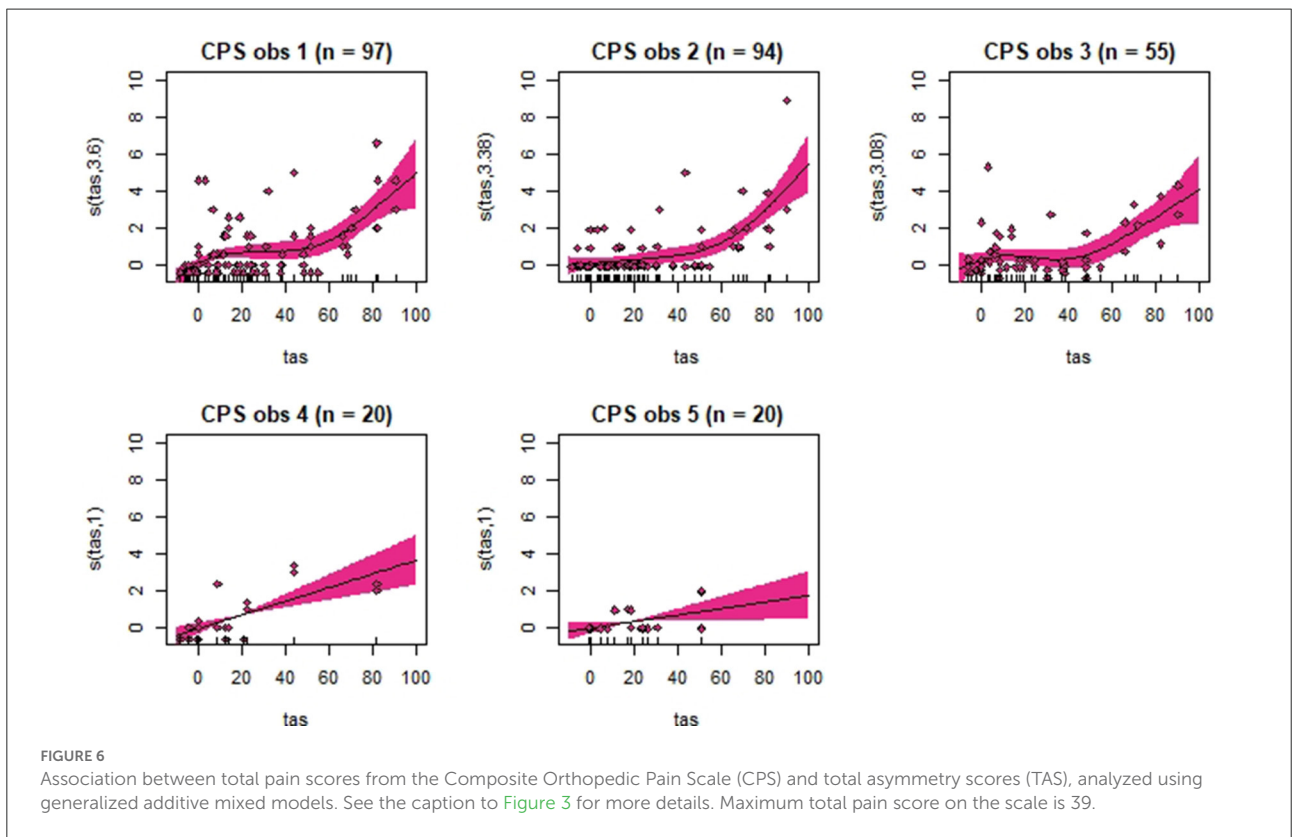 CPS obs 1 (n = 97)
s(tas,3.6)
10
8
6
4
2
0
0 20 40 60 80 100
tas
CPS obs 2 (n = 94)
s(tas,3.38)
10
8
6
4
2
0
0 20 40 60 80 100
tas
CPS obs 3 (n = 55)
s(tas,3.08)
10
8
6
4
2
0
0 20 40 60 80 100
tas
CPS obs 4 (n = 20)
s(tas,1)
10
8
6
4
2
0
0 20 40 60 80 100
tas
CPS obs 5 (n = 20)
s(tas,1)
10
8
6
4
2
0
0 20 40 60 80 100
tas
FIGURE 6
Association between total pain scores from the Composite Orthopedic Pain Scale (CPS) and total asymmetry scores (TAS), analyzed using
generalized additive mixed models. See the caption to Figure 3 for more details. Maximum total pain score on the scale is 39.